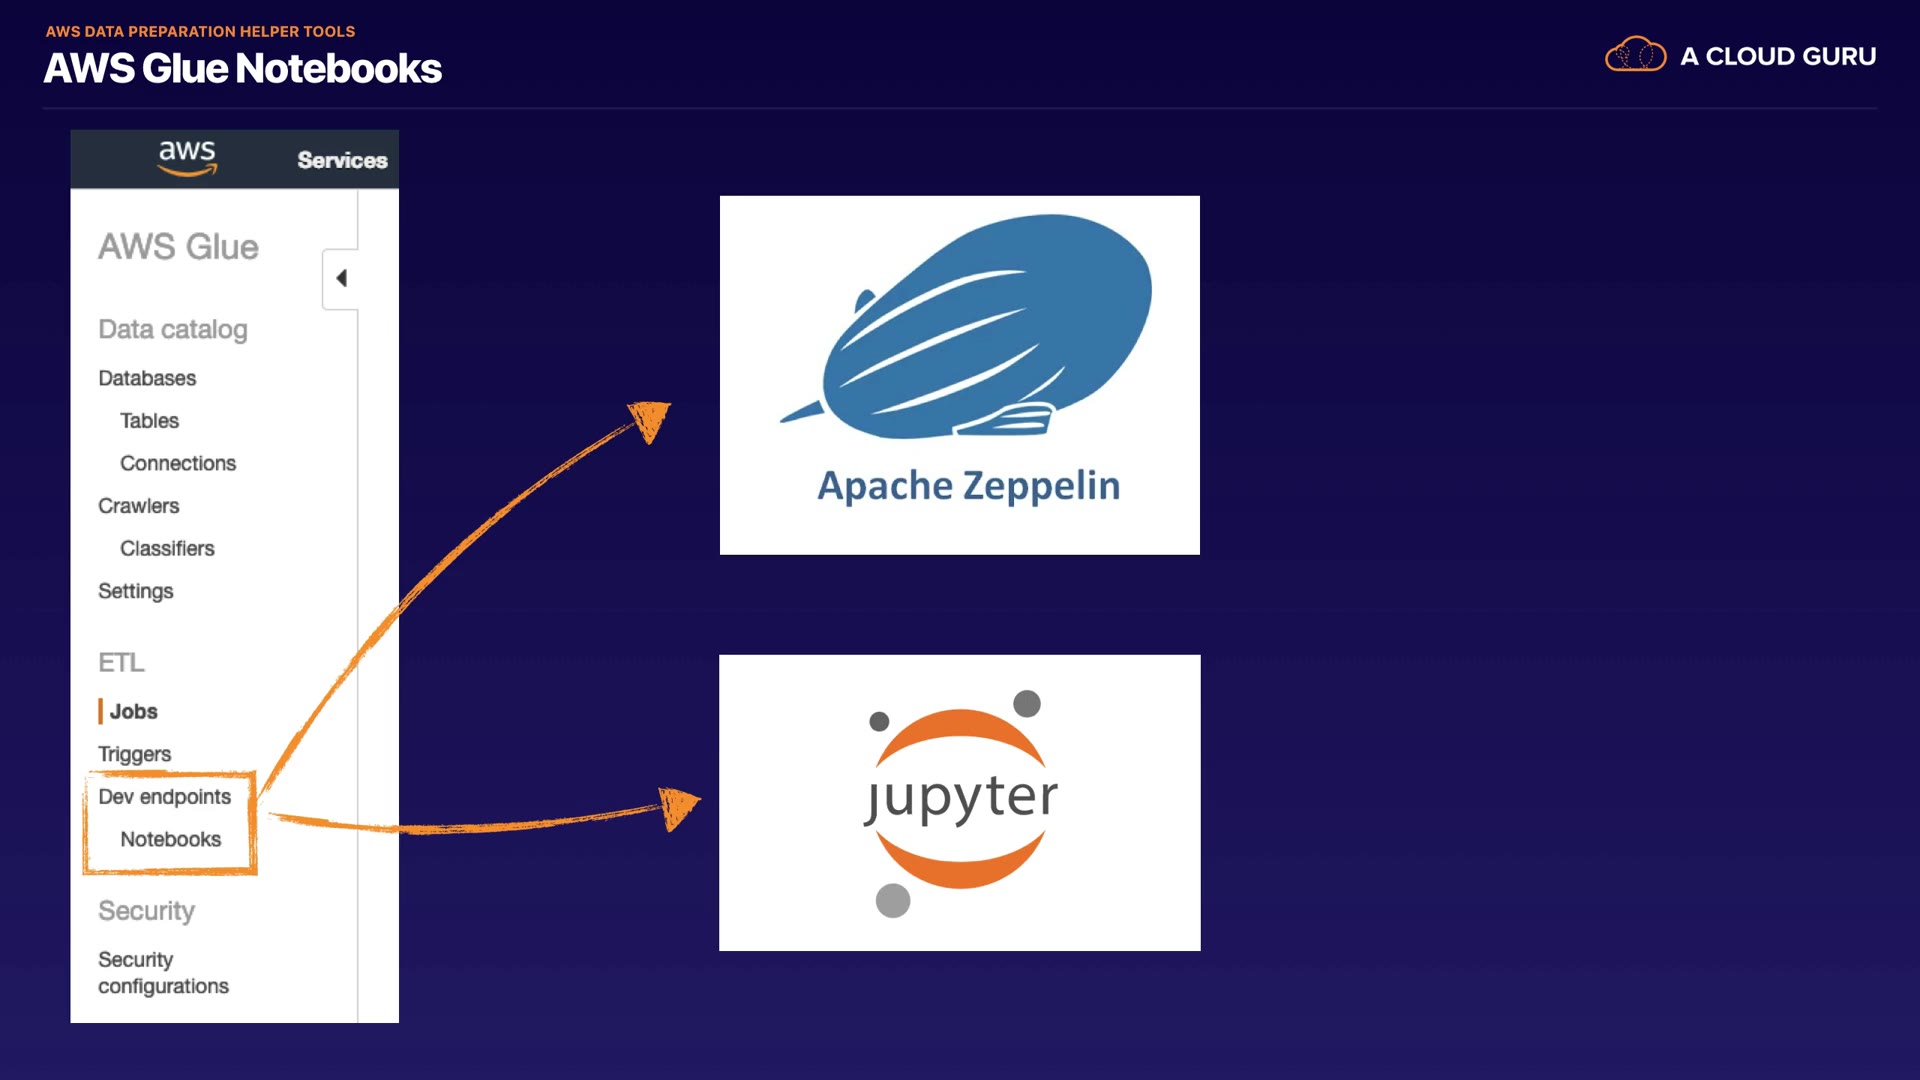 AWS DATA PREPARATION HELPER TOOLS
AWS Glue Notebooks
A CLOUD GURU
aws
Services
AWS Glue
Data catalog
Databases
Tables
Connections
Crawlers
Classifiers
Settings
ETL
Jobs
Triggers
Dev endpoints
Notebooks
Security
Security
configurations
Apache Zeppelin
jupyter